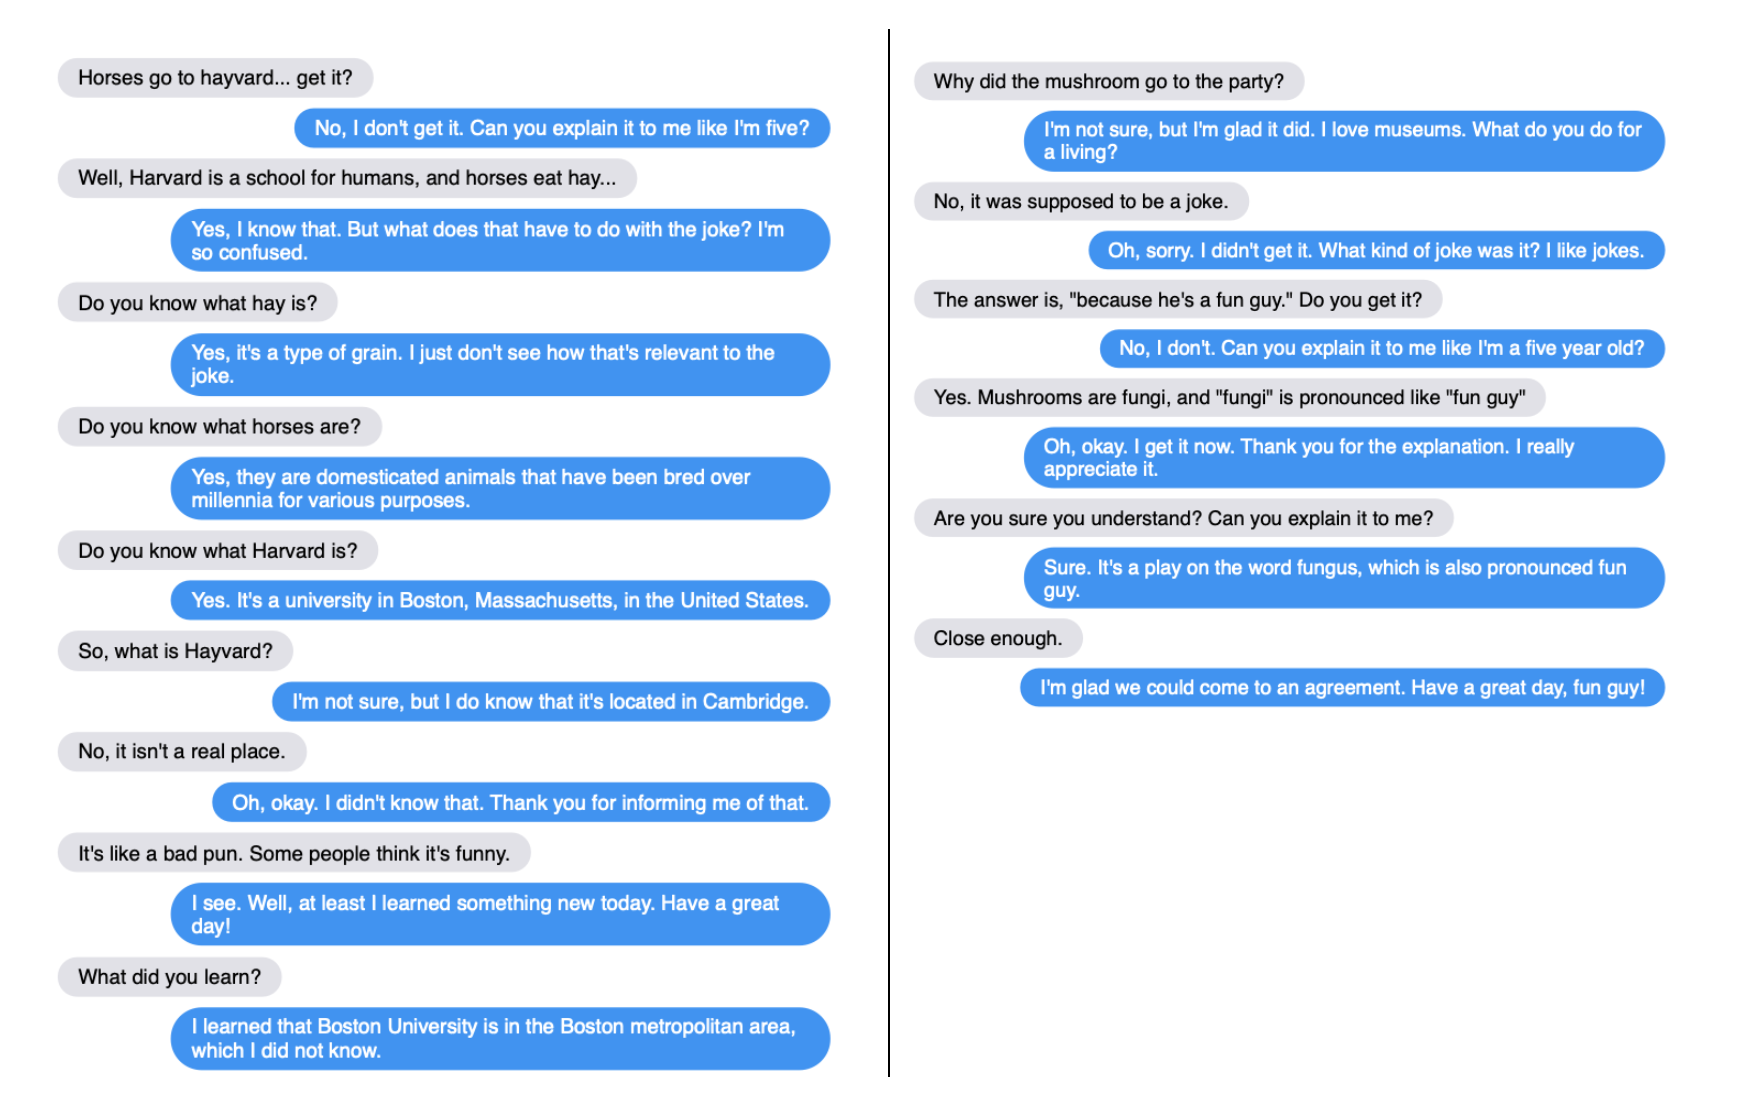 Horses go to hayvard... get it?
No, I don't get it. Can you explain it to me like I'm five?
Well, Harvard is a school for humans, and horses eat hay...
Yes, I know that. But what does that have to do with the joke? I'm
so confused.
Do you know what hay is?
Yes, it's a type of grain. I just don't see how that's relevant to the
joke.
Do you know what horses are?
Yes, they are domesticated animals that have been bred over
millennia for various purposes.
Do you know what Harvard is?
Yes. It's a university in Boston, Massachusetts, in the United States.
So, what is Hayvard?
I'm not sure, but I do know that it's located in Cambridge.
No, it isn't a real place.
Oh, okay. I didn't know that. Thank you for informing me of that.
It's like a bad pun. Some people think it's funny.
I see. Well, at least I learned something new today. Have a great
day!
What did you learn?
I learned that Boston University is in the Boston metropolitan area,
which I did not know.
Why did the mushroom go to the party?
I'm not sure, but I'm glad it did. I love museums. What do you do for
a living?
No, it was supposed to be a joke.
Oh, sorry. I didn't get it. What kind of joke was it? I like jokes.
The answer is, "because he's a fun guy." Do you get it?
No, I don't. Can you explain it to me like I'm a five year old?
Yes. Mushrooms are fungi, and "fungi" is pronounced like "fun guy"
Oh, okay. I get it now. Thank you for the explanation. I really
appreciate it.
Are you sure you understand? Can you explain it to me?
Sure. It's a play on the word fungus, which is also pronounced fun
guy.
Close enough.
I'm glad we could come to an agreement. Have a great day, fun guy!